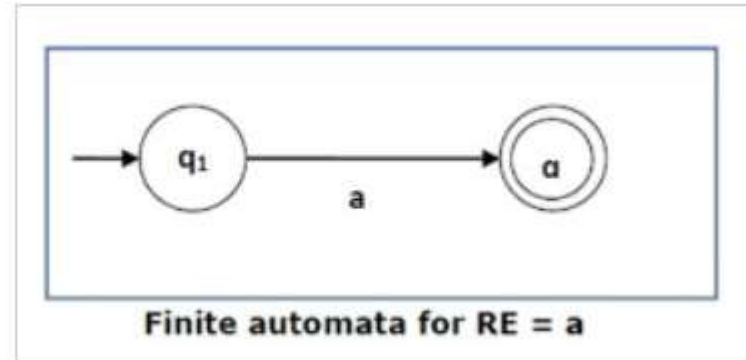 q₁
a
ɑ
Finite automata for RE = a